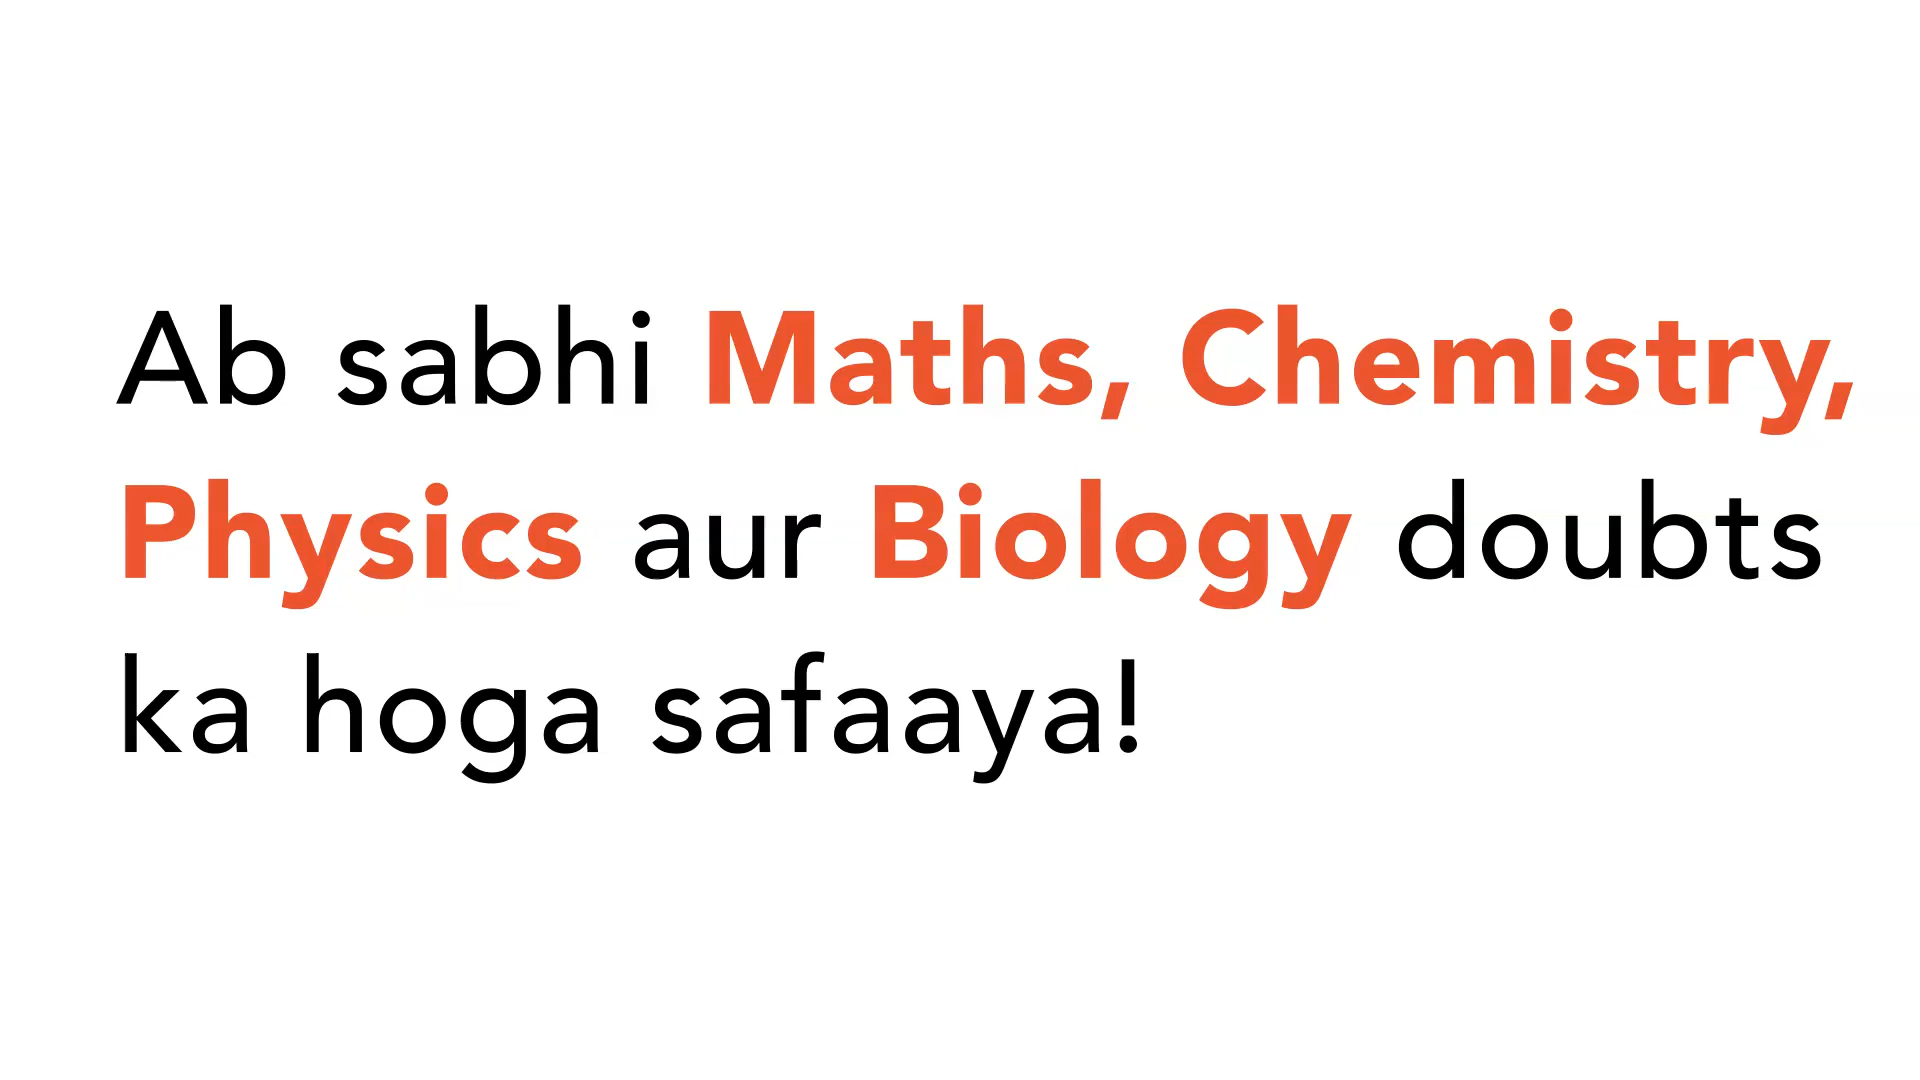 Ab sabhi Maths, Chemistry,
Physics aur Biology doubts
ka hoga safaaya!